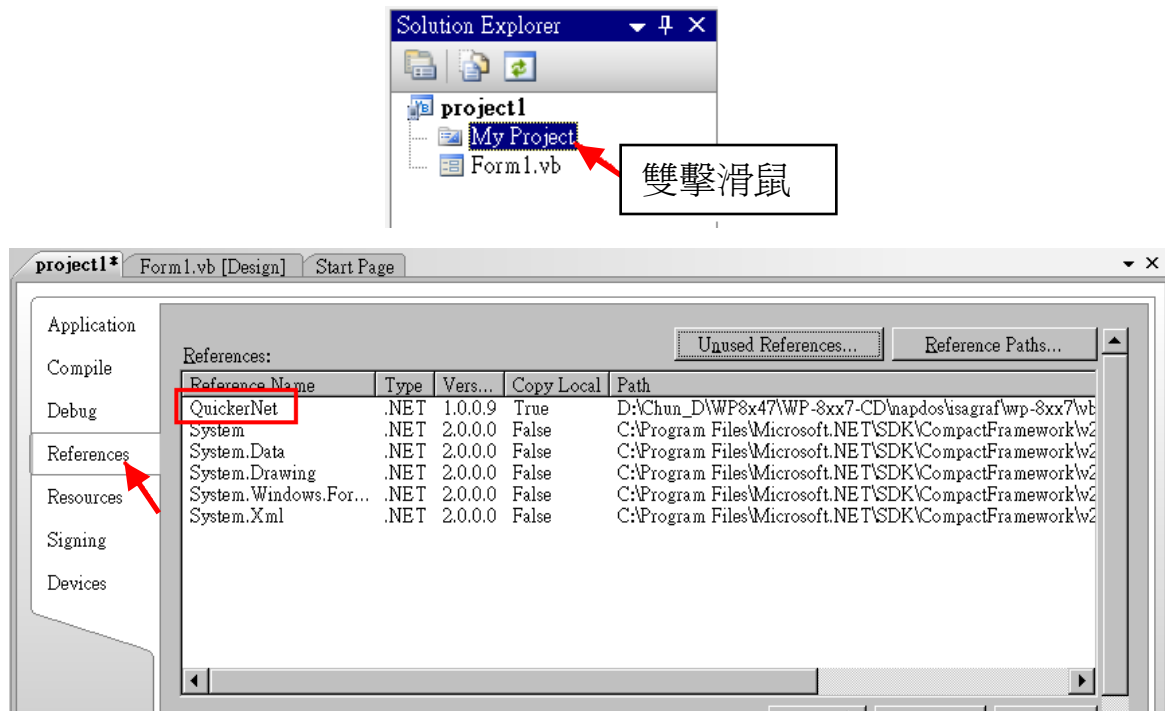 Solution Explorer
project1
My Project
Form1.vb
雙擊滑鼠
project1* Form1.vb [Design] Start Page
Application
Compile
Debug
References
Resources
Signing
Devices
Unused References... Reference Paths...
References:
Reference Name Type Vers... Copy Local Path
QuickerNet .NET 1.0.0.9 True D:\Chun_D\WP8x47\WP-8xx7-CD\napdos\isagraf\wp-8xx7\vb
System .NET 2.0.0.0 False C:\Program Files\Microsoft.NET\SDK\CompactFramework\v2
System.Data .NET 2.0.0.0 False C:\Program Files\Microsoft.NET\SDK\CompactFramework\v2
System.Drawing .NET 2.0.0.0 False C:\Program Files\Microsoft.NET\SDK\CompactFramework\v2
System.Windows.For... .NET 2.0.0.0 False C:\Program Files\Microsoft.NET\SDK\CompactFramework\v2
System.Xml .NET 2.0.0.0 False C:\Program Files\Microsoft.NET\SDK\CompactFramework\v2